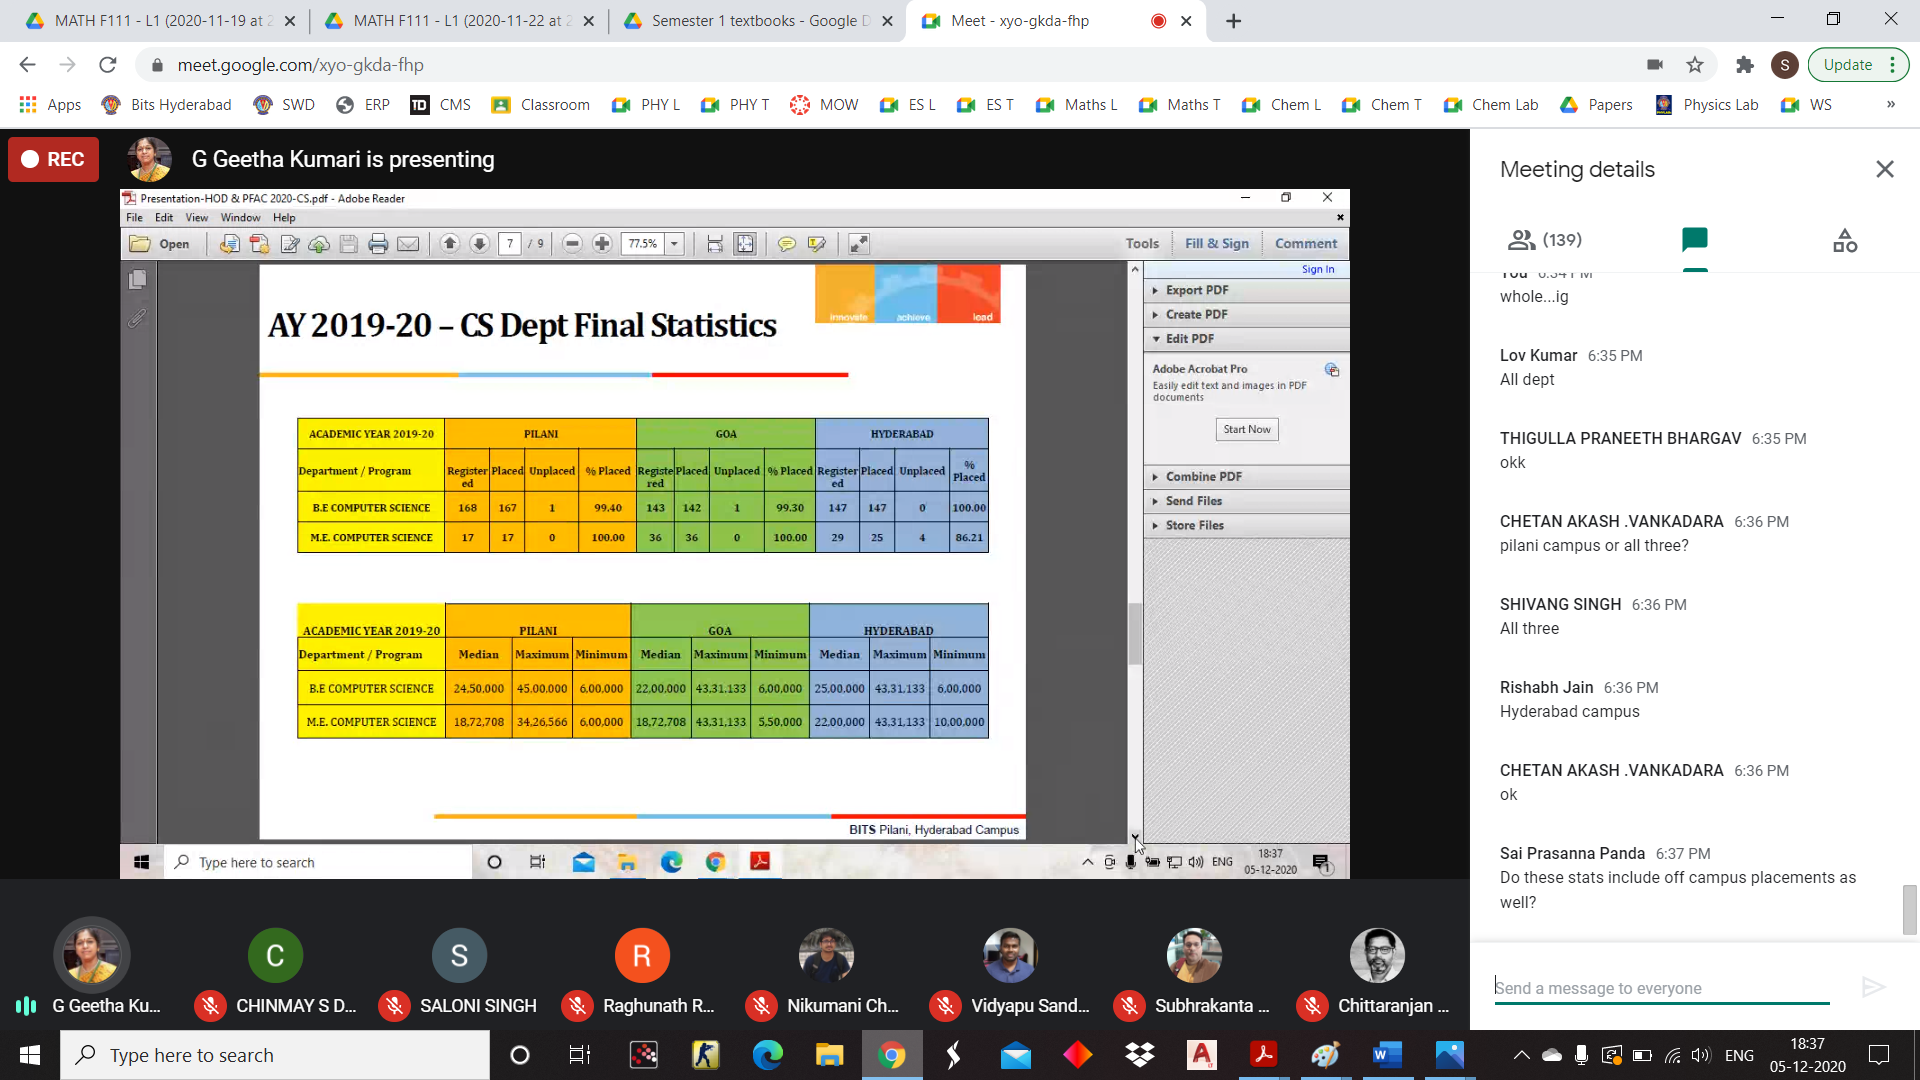 MATH F111 - L1 (2020-11-19 at 2
MATH F111 - L1 (2020-11-22 at 2
Semester 1 textbooks - Google D
Meet - xyo-gkda-fhp
meet.google.com/xyo-gkda-fhp
S
Update
Apps
Bits Hyderabad
SWD
ERP
CMS
Classroom
PHY L
PHY T
MOW
ES L
ES T
Maths L
Maths T
Chem L
Chem T
Chem Lab
Papers
Physics Lab
WS
REC
G Geetha Kumari is presenting
Presentation-HOD & PFAC 2020-CS.pdf - Adobe Reader
File Edit View Window Help
Open
7 / 9
77.5%
Tools Fill & Sign Comment
Sign In
Export PDF
Create PDF
Edit PDF
Adobe Acrobat Pro
Easily edit text and images in PDF
documents
Start Now
Combine PDF
Send Files
Store Files
innovate achieve lead
AY 2019-20 – CS Dept Final Statistics
ACADEMIC YEAR 2019-20 PILANI GOA HYDERABAD
Department / Program Register ed Placed Unplaced % Placed Registe red Placed Unplaced % Placed Register ed Placed Unplaced % Placed
B.E COMPUTER SCIENCE 168 167 1 99.40 143 142 1 99.30 147 147 0 100.00
M.E. COMPUTER SCIENCE 17 17 0 100.00 36 36 0 100.00 29 25 4 86.21
ACADEMIC YEAR 2019-20 PILANI GOA HYDERABAD
Department / Program Median Maximum Minimum Median Maximum Minimum Median Maximum Minimum
B.E COMPUTER SCIENCE 24,50,000 45,00,000 6,00,000 22,00,000 43,31,133 6,00,000 25,00,000 43,31,133 6,00,000
M.E. COMPUTER SCIENCE 18,72,708 34,26,566 6,00,000 18,72,708 43,31,133 5,50,000 22,00,000 43,31,133 10,00,000
BITS Pilani, Hyderabad Campus
Type here to search
ENG
18:37
05-12-2020
1
Meeting details
(139)
You 6:34 PM
whole...ig
Lov Kumar 6:35 PM
All dept
THIGULLA PRANEETH BHARGAV 6:35 PM
okk
CHETAN AKASH .VANKADARA 6:36 PM
pilani campus or all three?
SHIVANG SINGH 6:36 PM
All three
Rishabh Jain 6:36 PM
Hyderabad campus
CHETAN AKASH .VANKADARA 6:36 PM
ok
Sai Prasanna Panda 6:37 PM
Do these stats include off campus placements as
well?
Send a message to everyone
C
S
R
G Geetha Ku...
CHINMAY S D...
SALONI SINGH
Raghunath R...
Nikumani Ch...
Vidyapu Sand...
Subhrakanta ...
Chittaranjan ...
Type here to search
ENG
18:37
05-12-2020